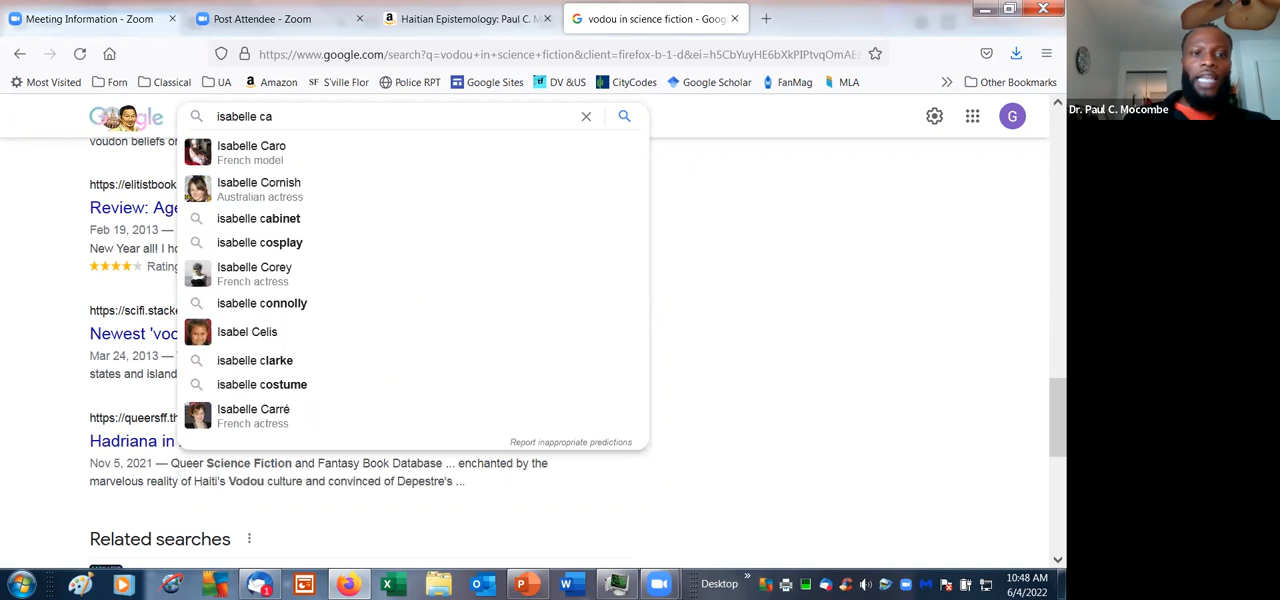 Meeting Information - Zoom
Post Attendee - Zoom
Haitian Epistemology: Paul C. M
vodou in science fiction - Goog
https://www.google.com/search?q=vodou+in+science+fiction&client=firefox-b-1-d&ei=h5CbYuyHE6bXkPIPtvqOmAE
Most Visited
Forn
Classical
UA
Amazon
SF S'ville Flor
Police RPT
Google Sites
DV &US
CityCodes
Google Scholar
FanMag
MLA
Other Bookmarks
Dr. Paul C. Mocombe
isabelle ca
G
voudon beliefs or
Isabelle Caro
French model
https://elitistbook
Isabelle Cornish
Australian actress
Review: Age
isabelle cabinet
Feb 19, 2013 —
isabelle cosplay
New Year all! I ho
Ratin
Isabelle Corey
French actress
https://scifi.stacke
isabelle connolly
Newest 'voo
Isabel Celis
Mar 24, 2013 —
isabelle clarke
states and island
isabelle costume
https://queersff.th
Isabelle Carré
French actress
Hadriana in
Report inappropriate predictions
Nov 5, 2021 — Queer Science Fiction and Fantasy Book Database ... enchanted by the
marvelous reality of Haiti's Vodou culture and convinced of Depestre's ...
Related searches
Desktop
10:48 AM
6/4/2022